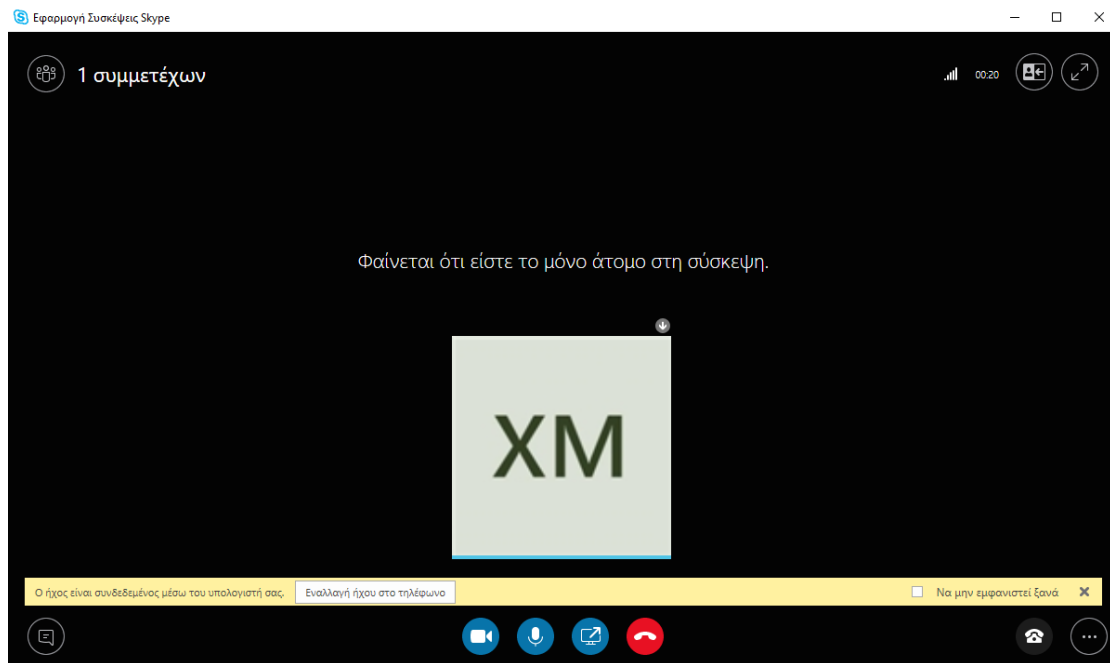 Εφαρμογή Συσκέψεις Skype
1 συμμετέχων
00:20
Φαίνεται ότι είστε το μόνο άτομο στη σύσκεψη.
XM
Ο ήχος είναι συνδεδεμένος μέσω του υπολογιστή σας. Εναλλαγή ήχου στο τηλέφωνο Να μην εμφανιστεί ξανά